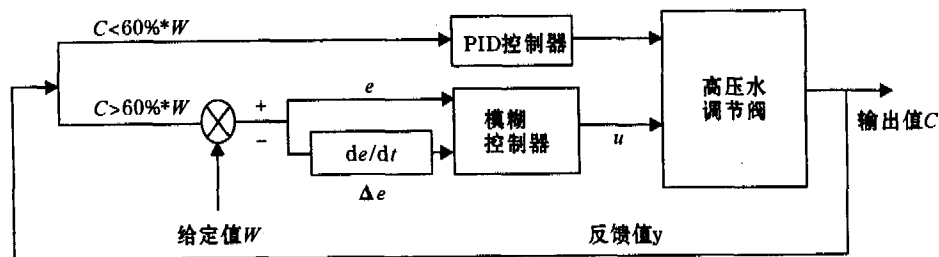 C<60%*W
PID控制器
高压水
调节阀
C>60%*W
+
−
e
de/dt
Δe
模糊
控制器
u
输出值C
给定值W
反馈值y